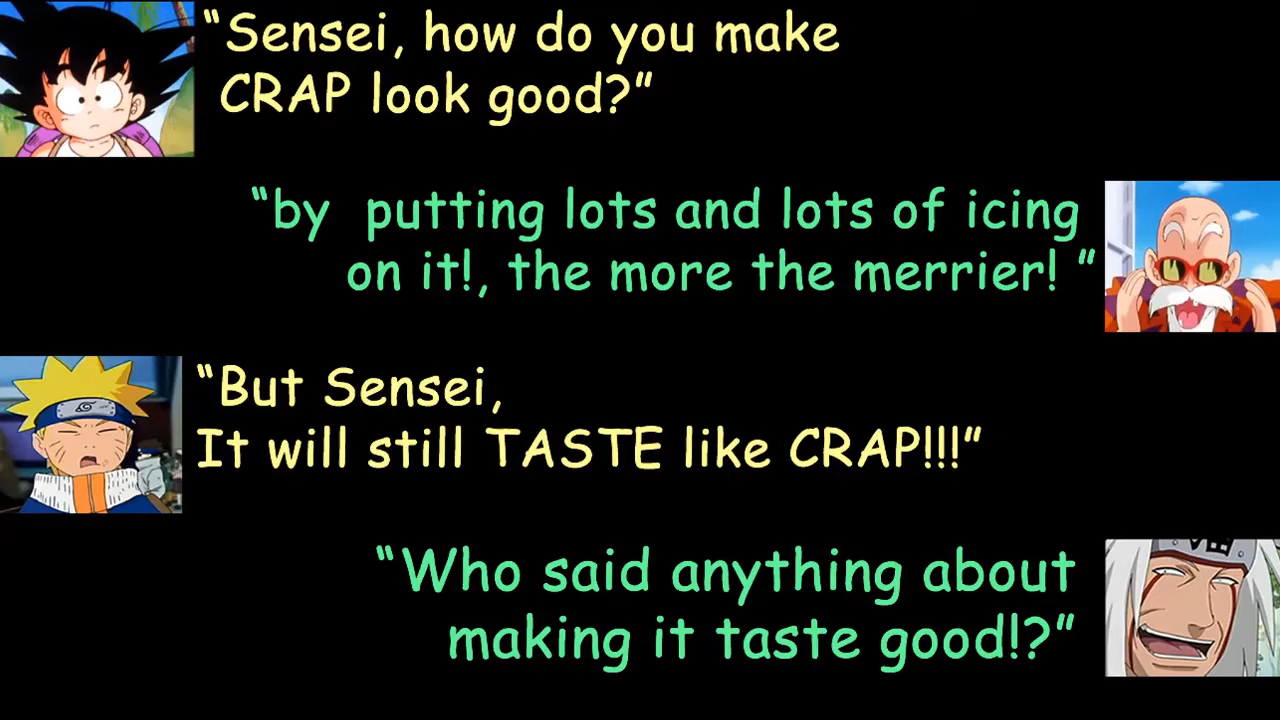 “Sensei, how do you make
CRAP look good?”
“by putting lots and lots of icing
on it!, the more the merrier! ”
“But Sensei,
It will still TASTE like CRAP!!!”
“Who said anything about
making it taste good!?”